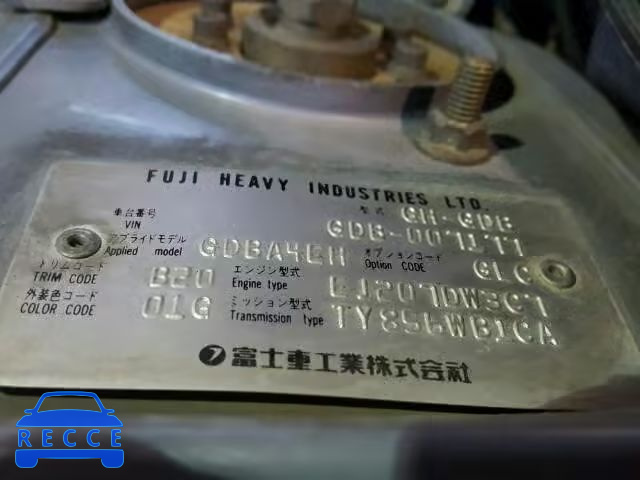 FUJI HEAVY INDUSTRIES LTD.
型式 GH-GDB
車台番号 VIN GDB-007171
アプライドモデル Applied model GDBA4EH オプションコード Option CODE GLC
トリムコード TRIM CODE B20 エンジン型式 Engine type EJ207DW3C7
外装色コード COLOR CODE 01G ミッション型式 Transmission type TY856WB1CA
富士重工業株式会社
RECCE